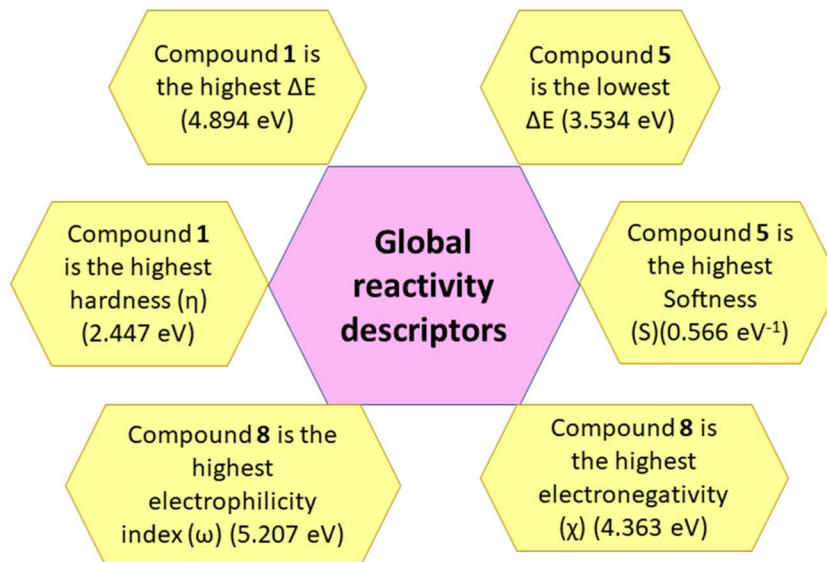 Compound 1 is
the highest ΔE
(4.894 eV)
Compound 5
is the lowest
ΔE (3.534 eV)
Compound 1
is the highest
hardness (η)
(2.447 eV)
Global
reactivity
descriptors
Compound 5 is
the highest
Softness
(S)(0.566 eV⁻¹)
Compound 8 is the
highest
electrophilicity
index (ω) (5.207 eV)
Compound 8 is
the highest
electronegativity
(χ) (4.363 eV)